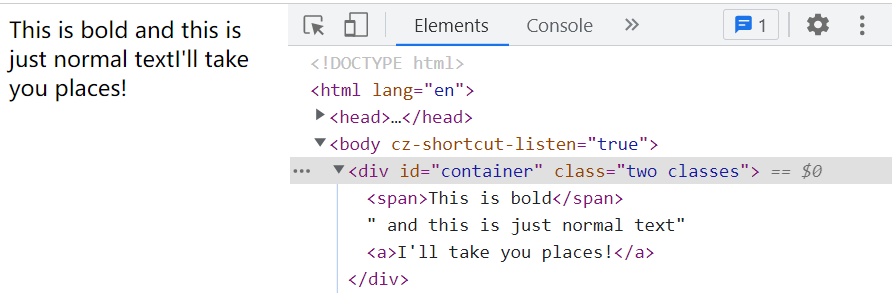 This is bold and this is
just normal textI'll take
you places!
Elements Console 1
<!DOCTYPE html>
<html lang="en">
<head>…</head>
<body cz-shortcut-listen="true">
<div id="container" class="two classes"> == $0
<span>This is bold</span>
" and this is just normal text"
<a>I'll take you places!</a>
</div>